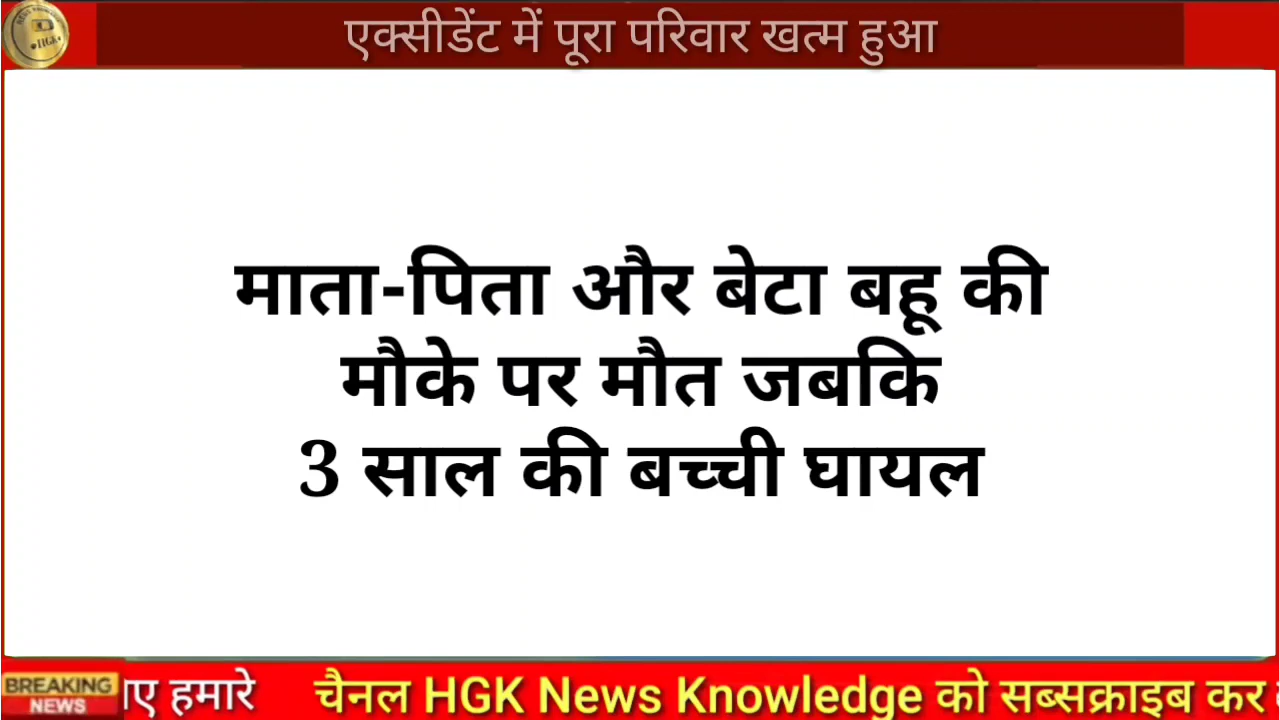 एक्सीडेंट में पूरा परिवार खत्म हुआ
माता-पिता और बेटा बहू की
मौके पर मौत जबकि
3 साल की बच्ची घायल
BREAKING
NEWS
हमारे चैनल HGK News Knowledge को सब्सक्राइब कर